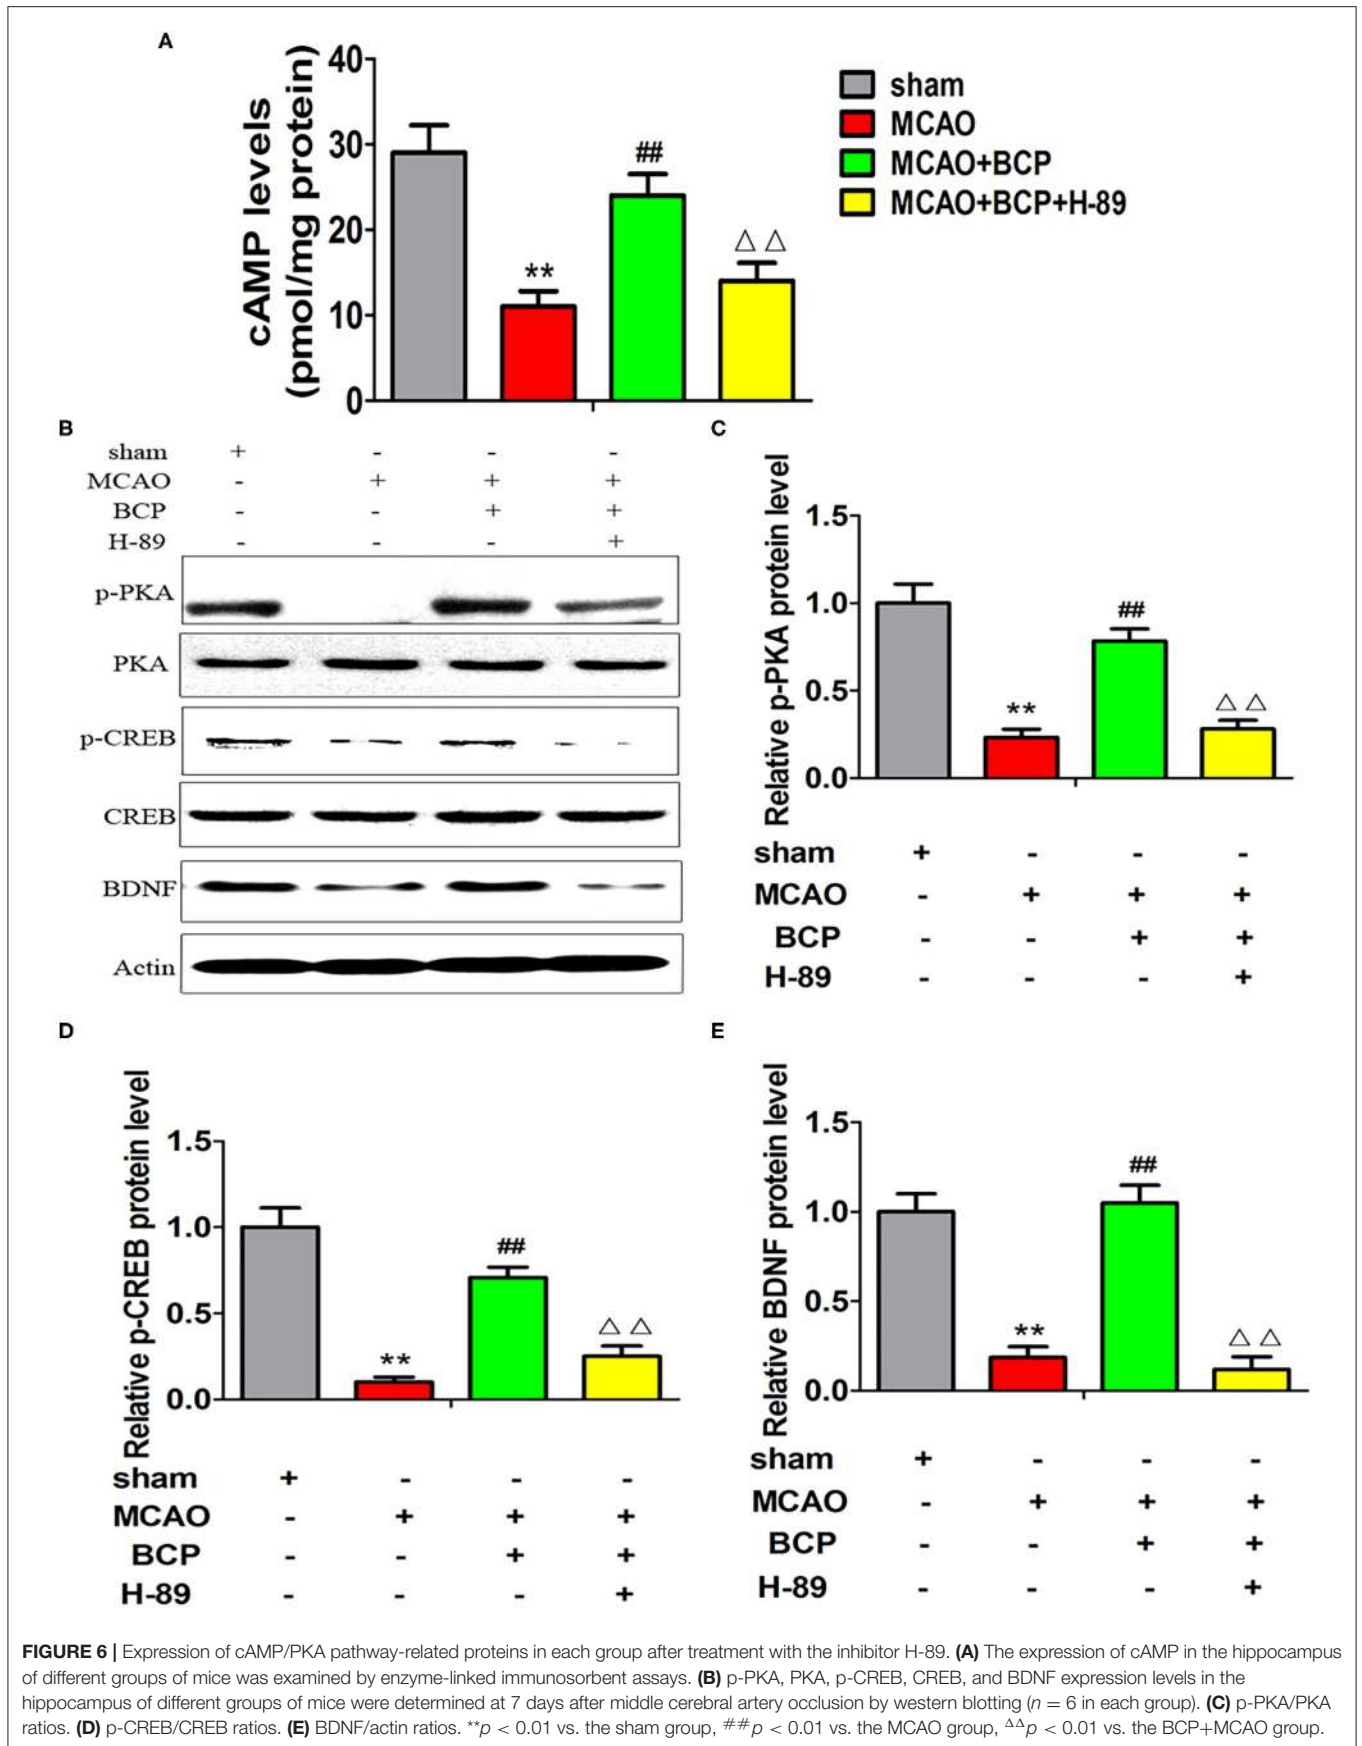 A
cAMP levels
(pmol/mg protein)
40
30
20
10
0
**
##
△ △
sham
MCAO
MCAO+BCP
MCAO+BCP+H-89
B
sham + - - -
MCAO - + + +
BCP - - + +
H-89 - - - +
p-PKA
PKA
p-CREB
CREB
BDNF
Actin
C
Relative p-PKA protein level
1.5
1.0
0.5
0.0
**
##
△ △
sham + - - -
MCAO - + + +
BCP - - + +
H-89 - - - +
D
Relative p-CREB protein level
1.5
1.0
0.5
0.0
**
##
△ △
sham + - - -
MCAO - + + +
BCP - - + +
H-89 - - - +
E
Relative BDNF protein level
1.5
1.0
0.5
0.0
**
##
△ △
sham + - - -
MCAO - + + +
BCP - - + +
H-89 - - - +
FIGURE 6 | Expression of cAMP/PKA pathway-related proteins in each group after treatment with the inhibitor H-89. (A) The expression of cAMP in the hippocampus
of different groups of mice was examined by enzyme-linked immunosorbent assays. (B) p-PKA, PKA, p-CREB, CREB, and BDNF expression levels in the
hippocampus of different groups of mice were determined at 7 days after middle cerebral artery occlusion by western blotting (n = 6 in each group). (C) p-PKA/PKA
ratios. (D) p-CREB/CREB ratios. (E) BDNF/actin ratios. **p < 0.01 vs. the sham group, ##p < 0.01 vs. the MCAO group, △△p < 0.01 vs. the BCP+MCAO group.